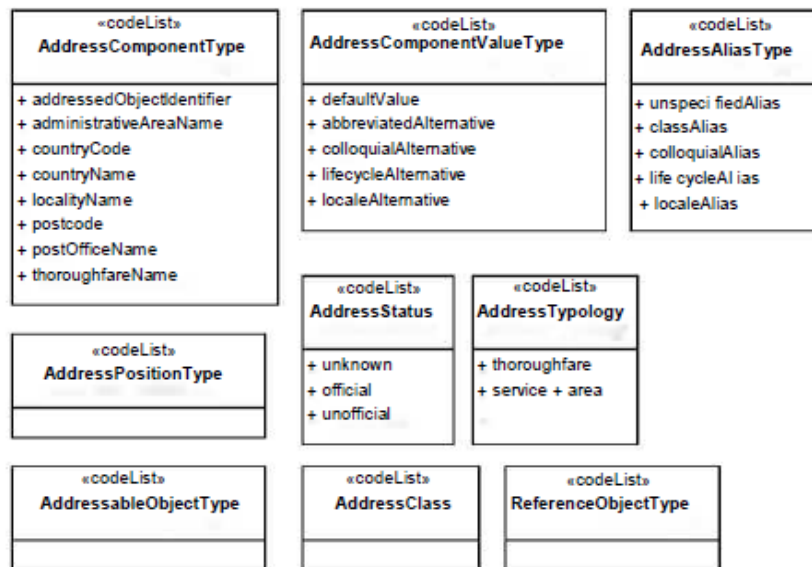 «codeList»
AddressComponentType
+ addressedObjectIdentifier
+ administrativeAreaName
+ countryCode
+ countryName
+ localityName
+ postcode
+ postOfficeName
+ thoroughfareName
«codeList»
AddressComponentValueType
+ defaultValue
+ abbreviatedAlternative
+ colloquialAlternative
+ lifecycleAlternative
+ localeAlternative
«codeList»
AddressAliasType
+ unspeci fiedAlias
+ classAlias
+ colloquialAlias
+ life cycleAl ias
+ localeAlias
«codeList»
AddressPositionType
«codeList»
AddressStatus
+ unknown
+ official
+ unofficial
«codeList»
AddressTypology
+ thoroughfare
+ service + area
«codeList»
AddressableObjectType
«codeList»
AddressClass
«codeList»
ReferenceObjectType